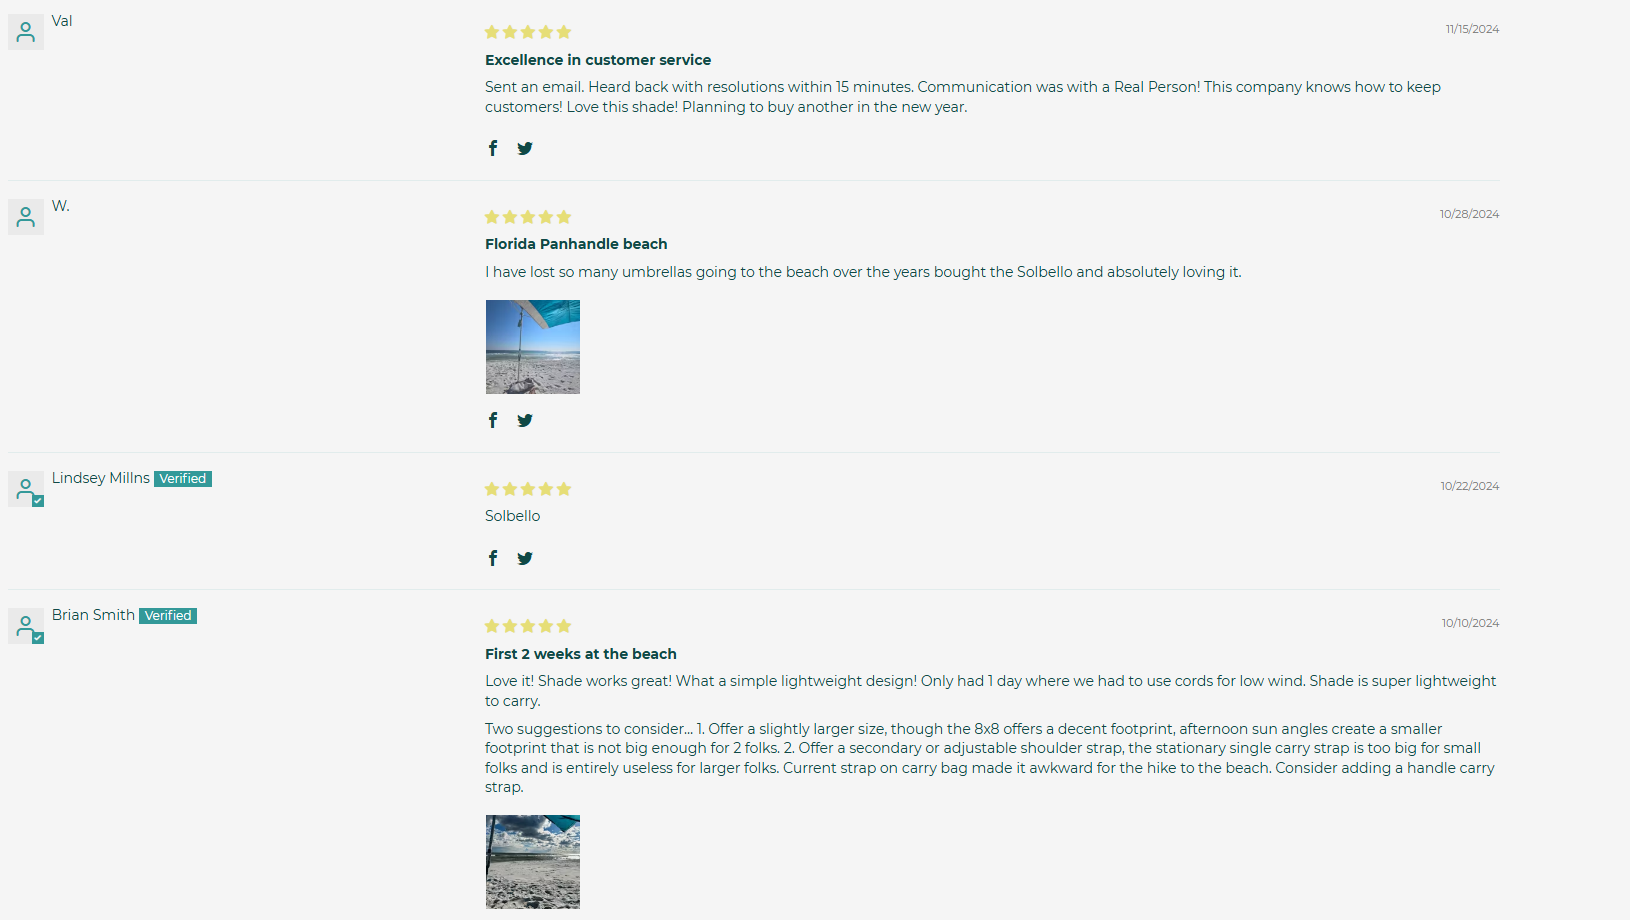 Val
11/15/2024
Excellence in customer service
Sent an email. Heard back with resolutions within 15 minutes. Communication was with a Real Person! This company knows how to keep
customers! Love this shade! Planning to buy another in the new year.
W.
10/28/2024
Florida Panhandle beach
I have lost so many umbrellas going to the beach over the years bought the Solbello and absolutely loving it.
Lindsey Millns Verified
10/22/2024
Solbello
Brian Smith Verified
10/10/2024
First 2 weeks at the beach
Love it! Shade works great! What a simple lightweight design! Only had 1 day where we had to use cords for low wind. Shade is super lightweight
to carry.
Two suggestions to consider... 1. Offer a slightly larger size, though the 8x8 offers a decent footprint, afternoon sun angles create a smaller
footprint that is not big enough for 2 folks. 2. Offer a secondary or adjustable shoulder strap, the stationary single carry strap is too big for small
folks and is entirely useless for larger folks. Current strap on carry bag made it awkward for the hike to the beach. Consider adding a handle carry
strap.